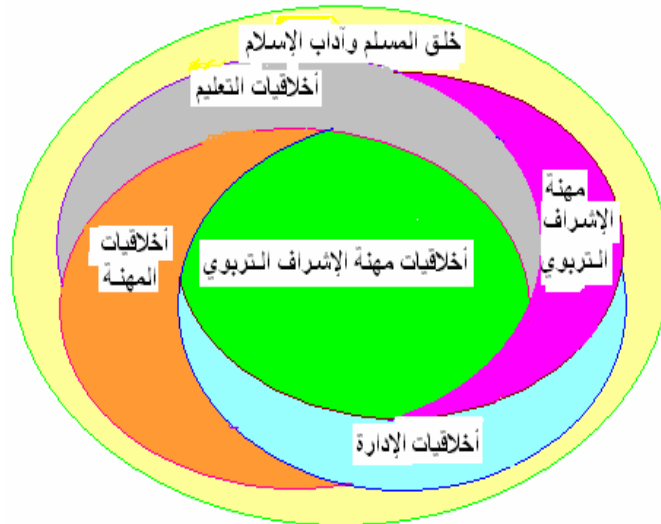 خلق المسلم وآداب الإسلام
أخلاقيات التعليم
مهنة
الإشراف
التربوي
أخلاقيات
المهنة
أخلاقيات مهنة الإشراف التربوي
أخلاقيات الإدارة